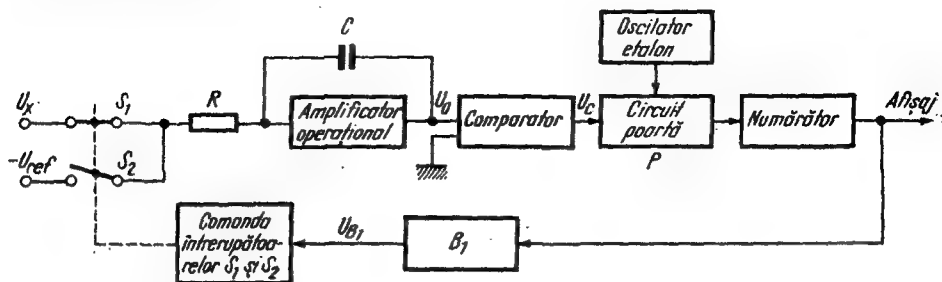 Oscilator
etalon
C
U_x
S_1
R
Amplificator
operațional
U_0
Comparator
U_c
Circuit
poartă
P
Numărător
Afișaj
-U_ref
S_2
Comanda
întrerupătoa-
relor S_1 și S_2
U_B1
B_1